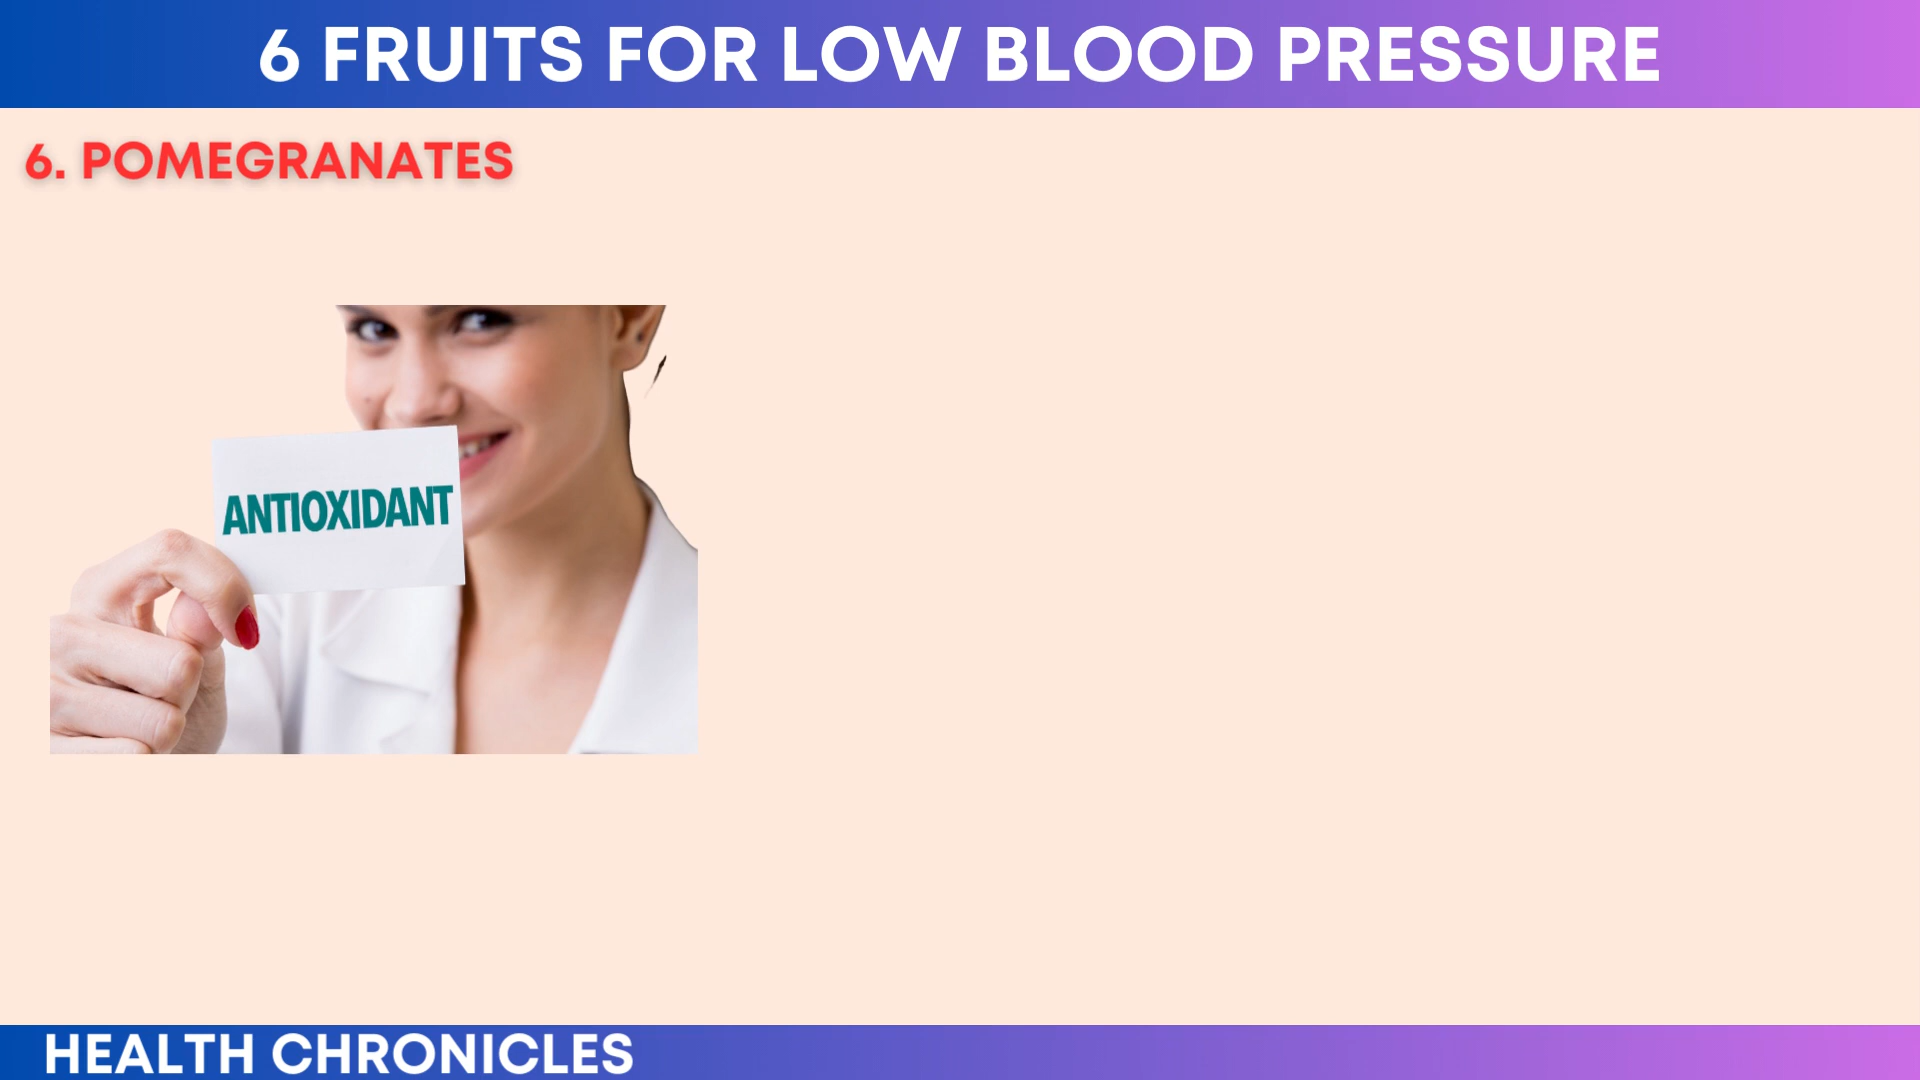 6 FRUITS FOR LOW BLOOD PRESSURE
6. POMEGRANATES
ANTIOXIDANT
HEALTH CHRONICLES